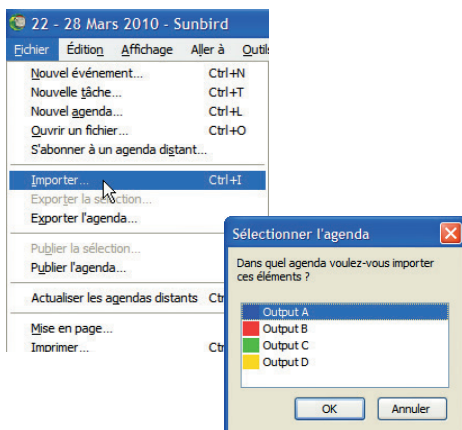 22 - 28 Mars 2010 - Sunbird
Fichier Édition Affichage Aller à Outils
Nouvel événement... Ctrl+N
Nouvelle tâche... Ctrl+T
Nouvel agenda... Ctrl+L
Ouvrir un fichier... Ctrl+O
S'abonner à un agenda distant...
Importer... Ctrl+I
Exporter la sélection...
Exporter l'agenda...
Publier la sélection...
Publier l'agenda...
Actualiser les agendas distants Ctr
Mise en page...
Imprimer... Ctr
Sélectionner l'agenda
Dans quel agenda voulez-vous importer
ces éléments ?
Output A
Output B
Output C
Output D
OK Annuler